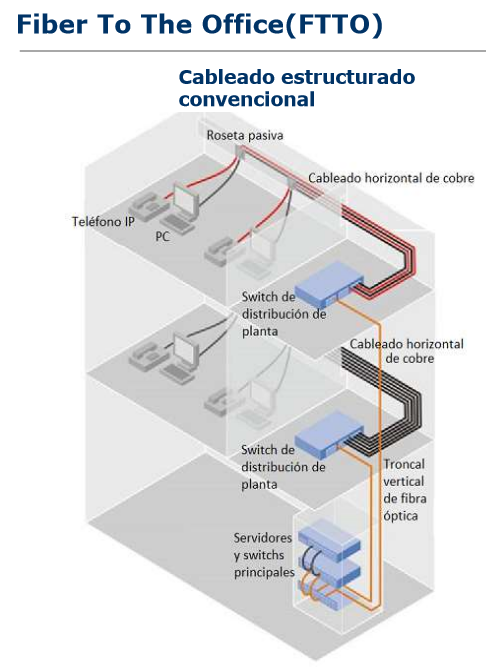 Fiber To The Office(FTTO)
Cableado estructurado
convencional
Roseta pasiva
Cableado horizontal de cobre
Teléfono IP
PC
Switch de
distribución de
planta
Cableado horizontal
de cobre
Switch de
distribución de
planta
Troncal
vertical
de fibra
óptica
Servidores
y switchs
principales